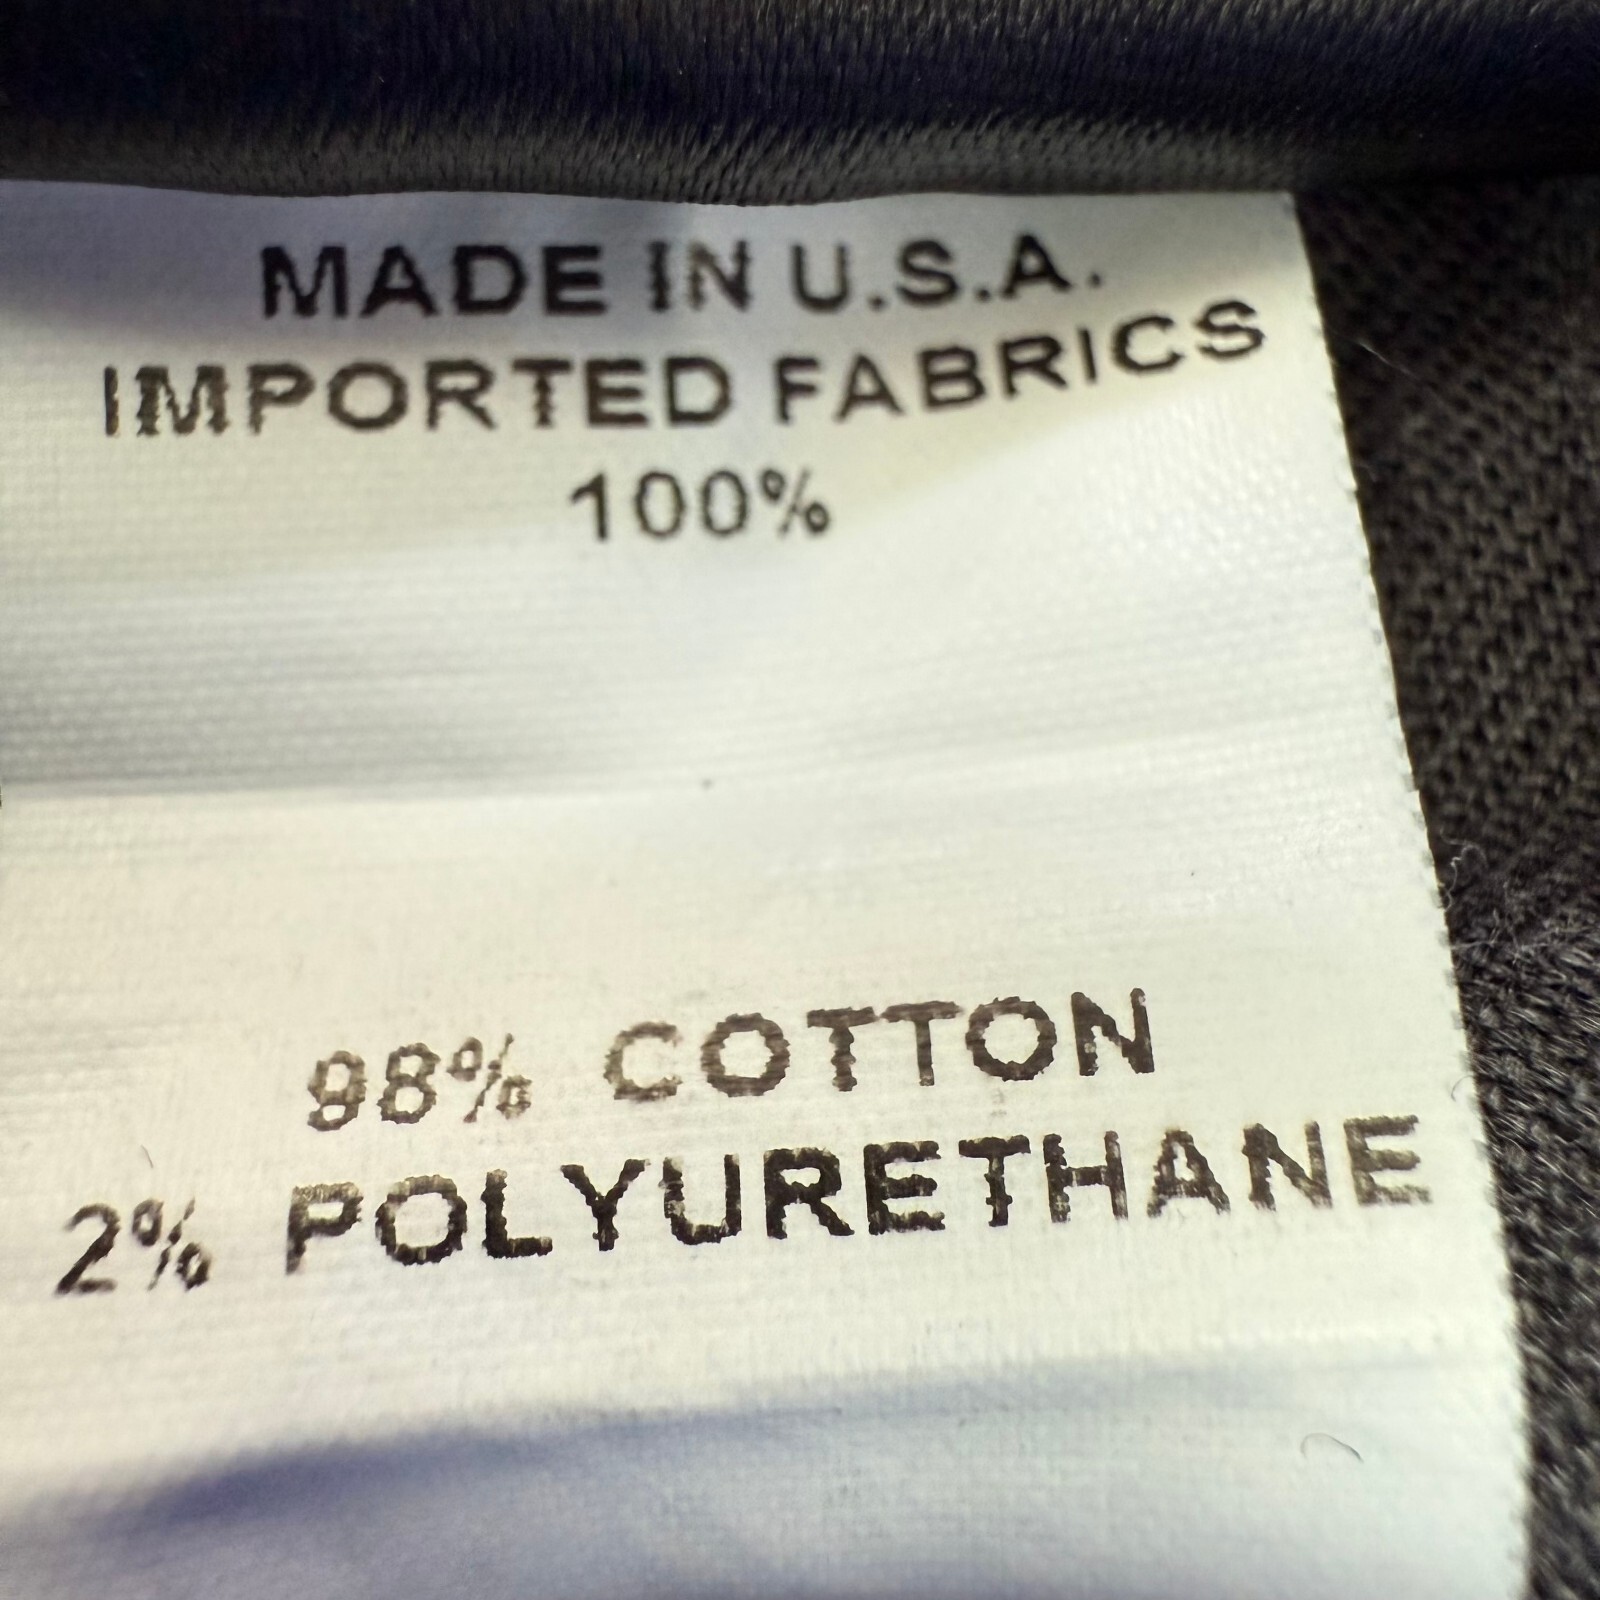 MADE IN U.S.A.
IMPORTED FABRICS
100%
98% COTTON
2% POLYURETHANE